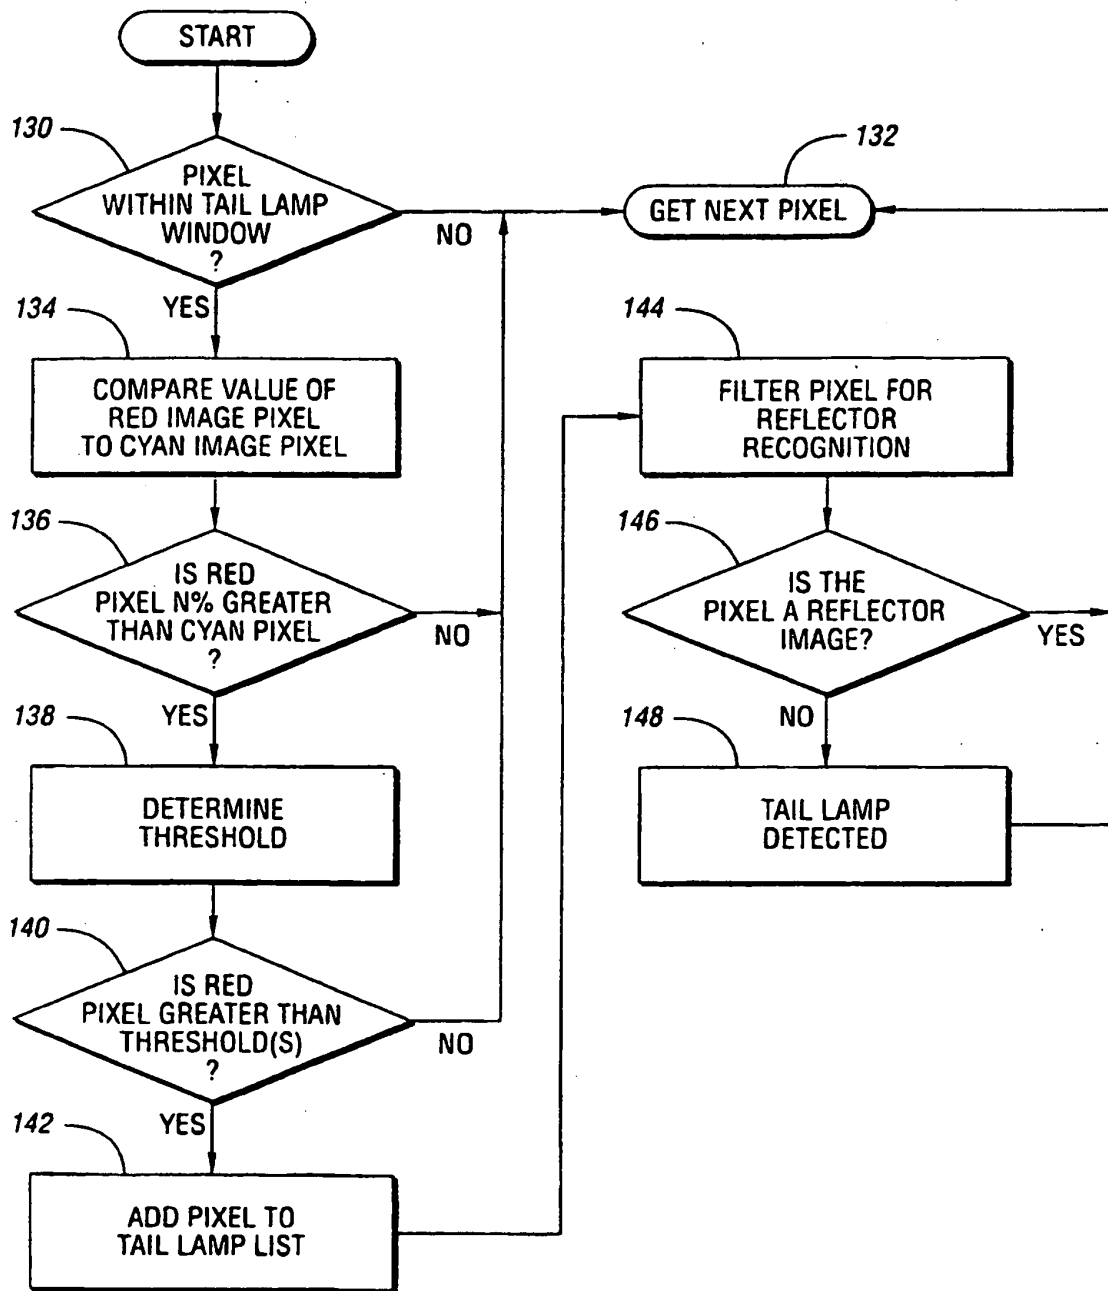 START
130
PIXEL
WITHIN TAIL LAMP
WINDOW
?
NO
YES
132
GET NEXT PIXEL
134
COMPARE VALUE OF
RED IMAGE PIXEL
TO CYAN IMAGE PIXEL
136
IS RED
PIXEL N% GREATER
THAN CYAN PIXEL
?
NO
YES
138
DETERMINE
THRESHOLD
140
IS RED
PIXEL GREATER THAN
THRESHOLD(S)
?
NO
YES
142
ADD PIXEL TO
TAIL LAMP LIST
144
FILTER PIXEL FOR
REFLECTOR
RECOGNITION
146
IS THE
PIXEL A REFLECTOR
IMAGE?
YES
NO
148
TAIL LAMP
DETECTED